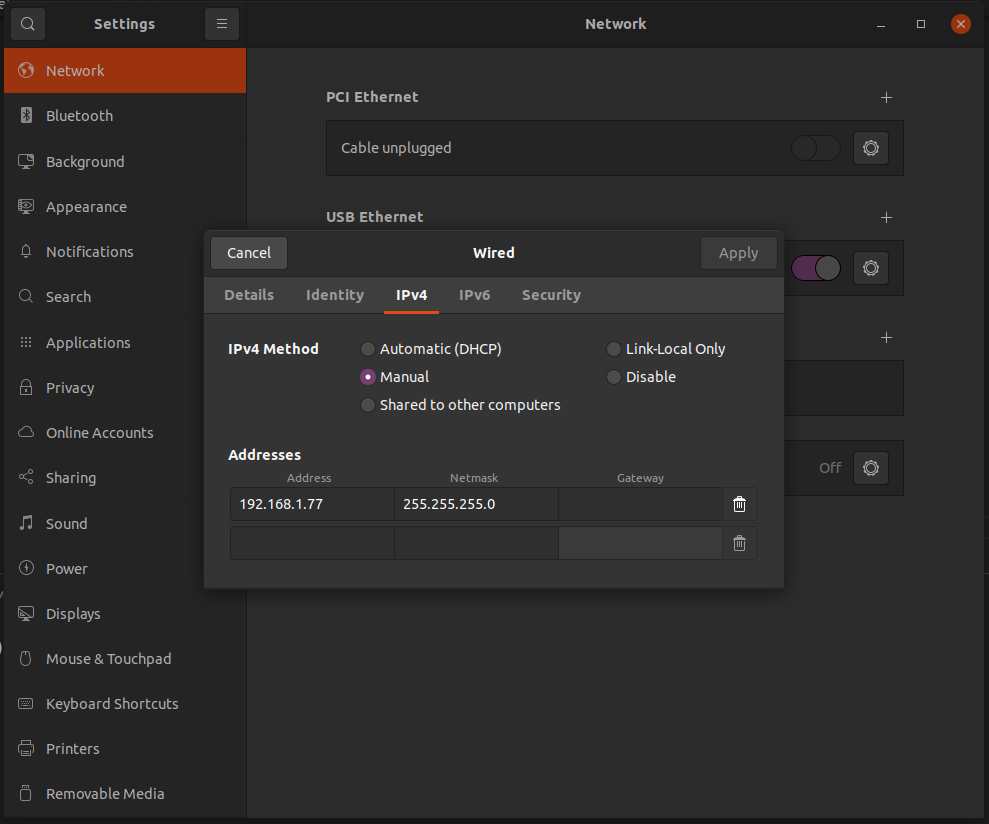 Settings
Network
Network
Bluetooth
Background
Appearance
Notifications
Search
Applications
Privacy
Online Accounts
Sharing
Sound
Power
Displays
Mouse & Touchpad
Keyboard Shortcuts
Printers
Removable Media
PCI Ethernet
Cable unplugged
USB Ethernet
Off
Cancel
Wired
Apply
Details Identity IPv4 IPv6 Security
IPv4 Method
Automatic (DHCP)
Link-Local Only
Manual
Disable
Shared to other computers
Addresses
Address Netmask Gateway
192.168.1.77 255.255.255.0